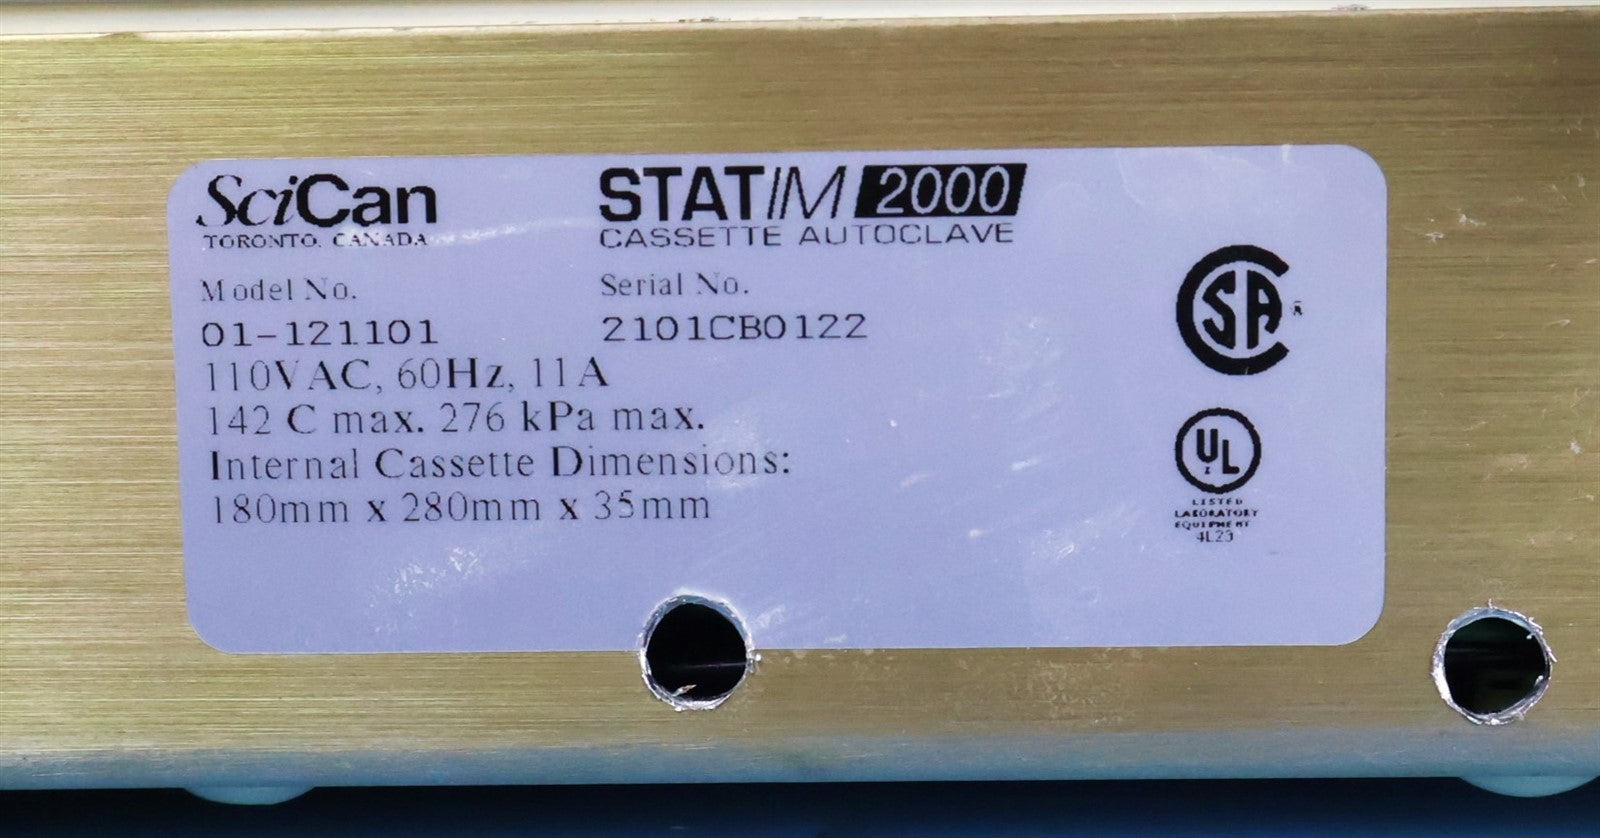 SciCan
TORONTO, CANADA
STATIM 2000
CASSETTE AUTOCLAVE
Model No.
01-121101
Serial No.
2101CB0122
110VAC, 60Hz, 11A
142 C max. 276 kPa max.
Internal Cassette Dimensions:
180mm x 280mm x 35mm
SA
UL
LISTED
LABORATORY
EQUIPMENT
4L23